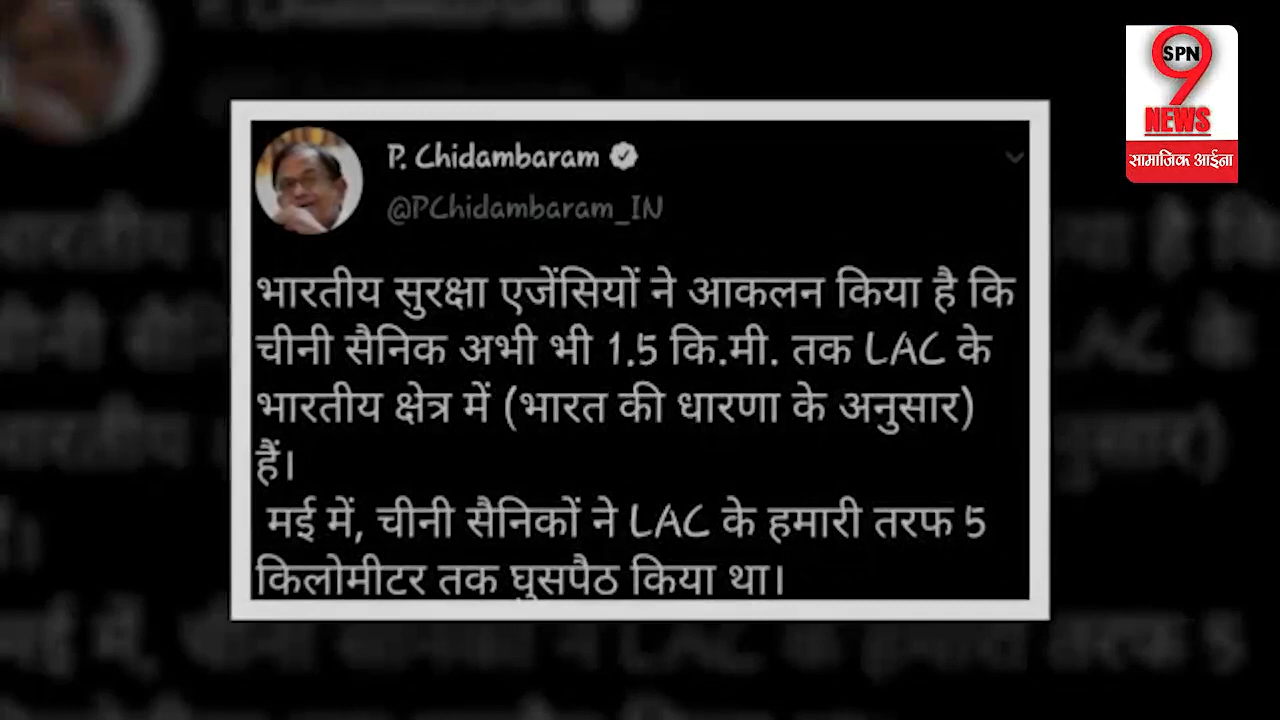 P. Chidambaram
@PChidambaram_IN
भारतीय सुरक्षा एजेंसियों ने आकलन किया है कि
चीनी सैनिक अभी भी 1.5 कि.मी. तक LAC के
भारतीय क्षेत्र में (भारत की धारणा के अनुसार)
हैं।
मई में, चीनी सैनिकों ने LAC के हमारी तरफ 5
किलोमीटर तक घुसपैठ किया था।
SPN
9
NEWS
सामाजिक आईना